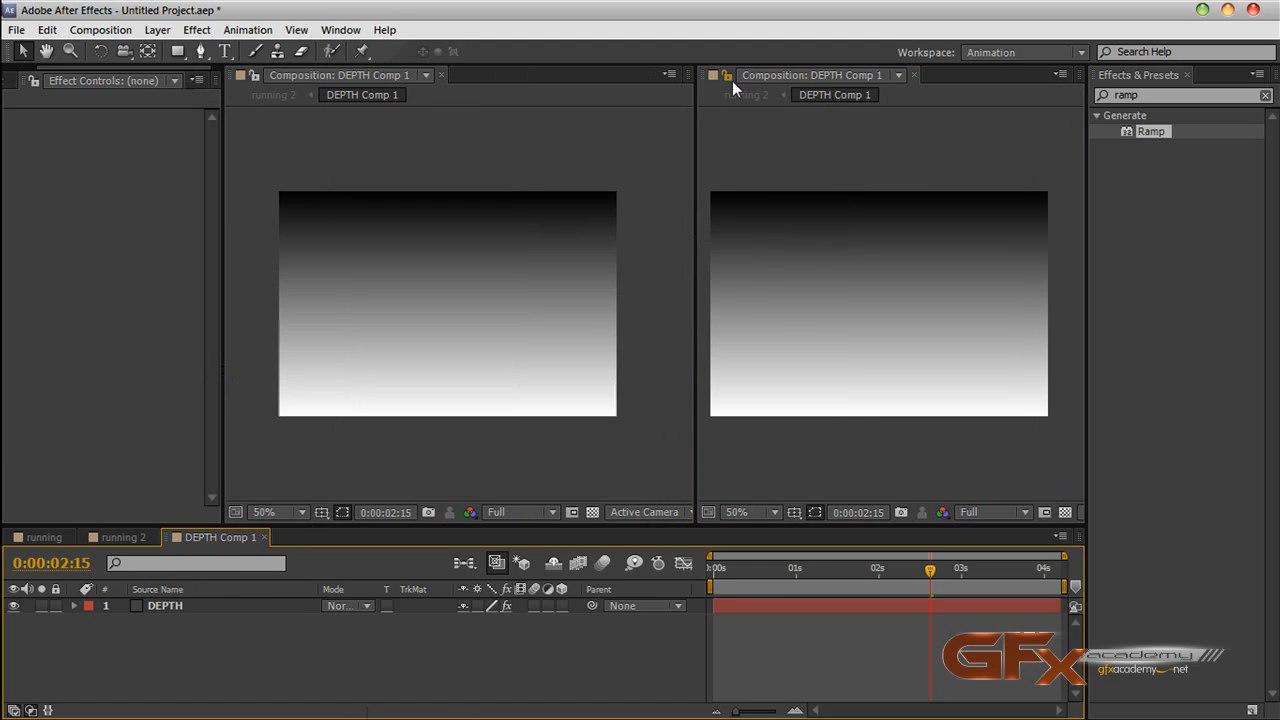 Adobe After Effects - Untitled Project.aep *
File Edit Composition Layer Effect Animation View Window Help
Workspace: Animation Search Help
Effect Controls: (none) Composition: DEPTH Comp 1 Composition: DEPTH Comp 1 Effects & Presets
running 2 DEPTH Comp 1 DEPTH Comp 1 ramp
Generate
32 Ramp
50% 0:00:02:15 Full Active Camera 50% 0:00:02:15 Full
running running 2 DEPTH Comp 1
0:00:02:15 :00s 01s 02s 03s 04s
# Source Name Mode T TrkMat fx Parent
1 DEPTH Nor... fx None
GFx academy
gfxacademy .net